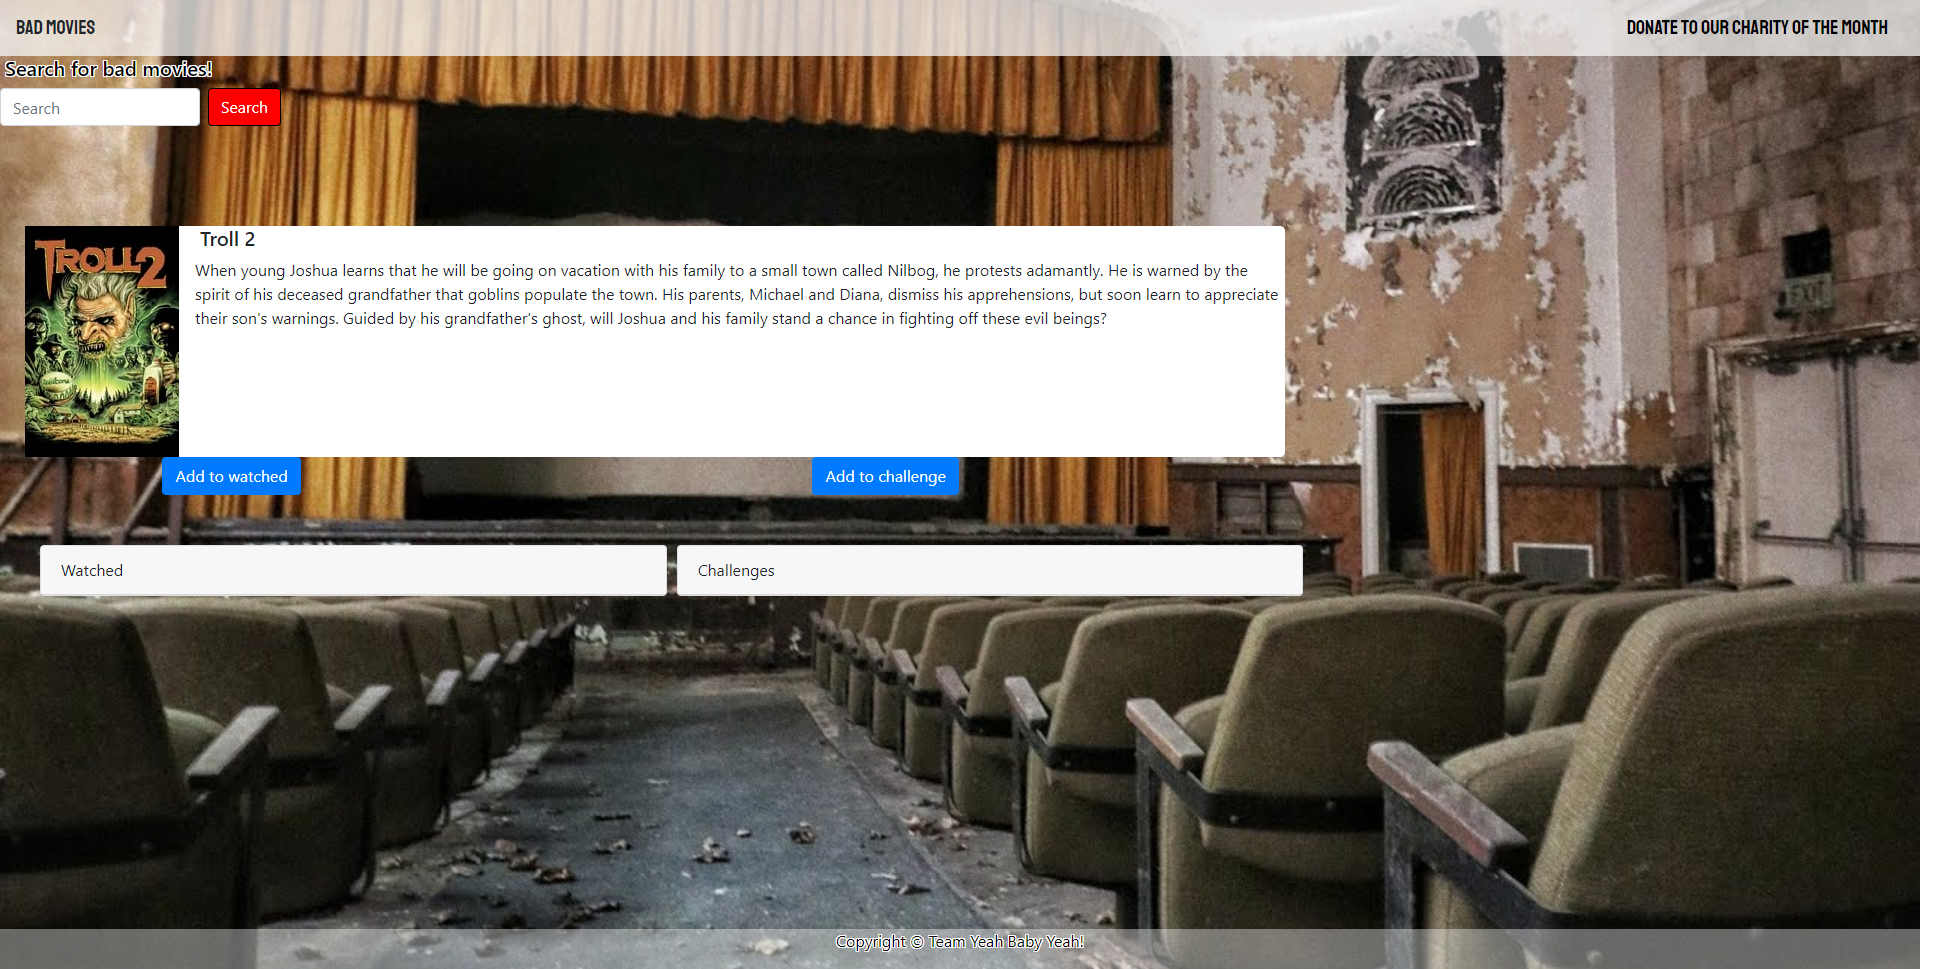 BAD MOVIES
DONATE TO OUR CHARITY OF THE MONTH
Search for bad movies!
Search
Search
EXIT
TROLL 2
Welcome
Troll 2
When young Joshua learns that he will be going on vacation with his family to a small town called Nilbog, he protests adamantly. He is warned by the
spirit of his deceased grandfather that goblins populate the town. His parents, Michael and Diana, dismiss his apprehensions, but soon learn to appreciate
their son's warnings. Guided by his grandfather's ghost, will Joshua and his family stand a chance in fighting off these evil beings?
Add to watched
Add to challenge
Watched
Challenges
Copyright © Team Yeah Baby Yeah!